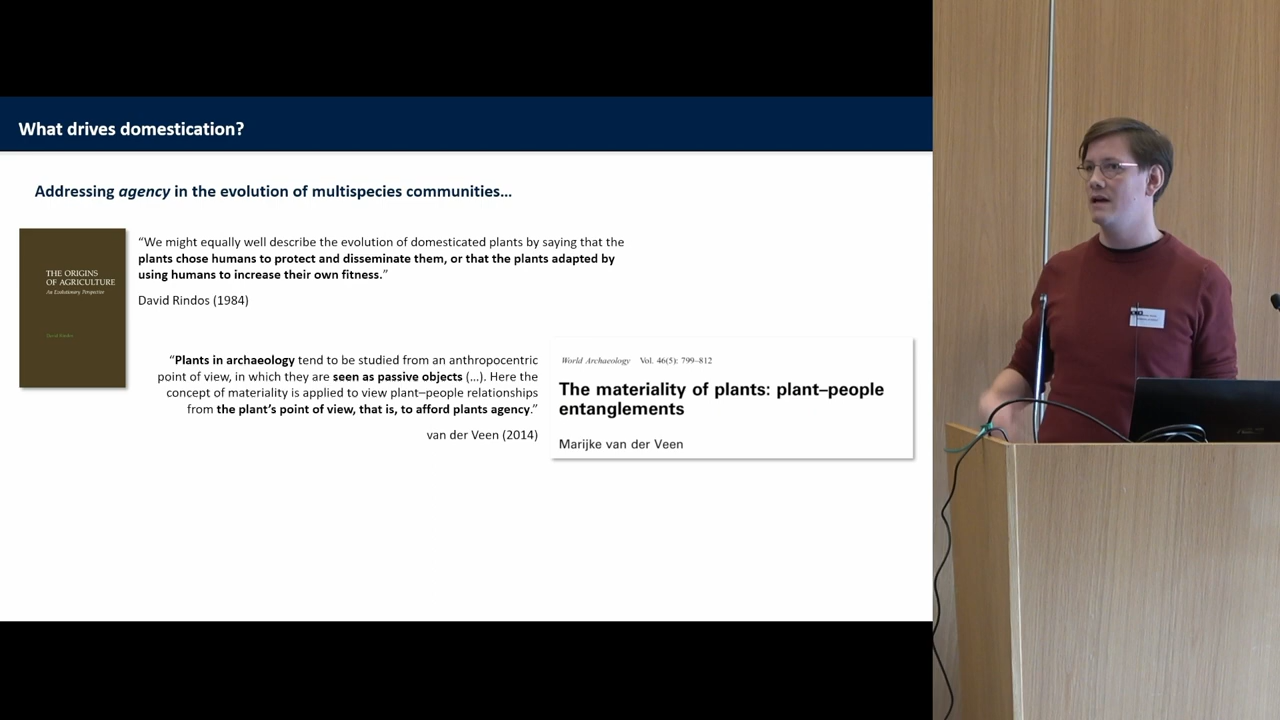 What drives domestication?
Addressing agency in the evolution of multispecies communities...
THE ORIGINS
OF AGRICULTURE
An Evolutionary Perspective
David Rindos
“We might equally well describe the evolution of domesticated plants by saying that the
plants chose humans to protect and disseminate them, or that the plants adapted by
using humans to increase their own fitness.”
David Rindos (1984)
“Plants in archaeology tend to be studied from an anthropocentric
point of view, in which they are seen as passive objects (...). Here the
concept of materiality is applied to view plant–people relationships
from the plant’s point of view, that is, to afford plants agency.”
van der Veen (2014)
World Archaeology Vol. 46(5): 799–812
The materiality of plants: plant–people
entanglements
Marijke van der Veen